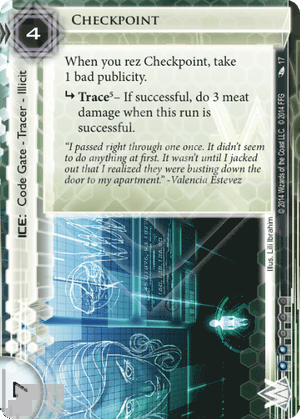 4
CHECKPOINT
When you rez Checkpoint, take
1 bad publicity.
Trace⁵– If successful, do 3 meat
damage when this run is
successful.
"I passed right through one once. It didn't seem
to do anything at first. It wasn't until I jacked
out that I realized they were busting down the
door to my apartment." -Valencia Estevez
ICE: Code Gate - Tracer - Illicit
Illus. Lili Ibrahim
© 2014 Wizards of the Coast LLC. © 2014 FFG
17
7